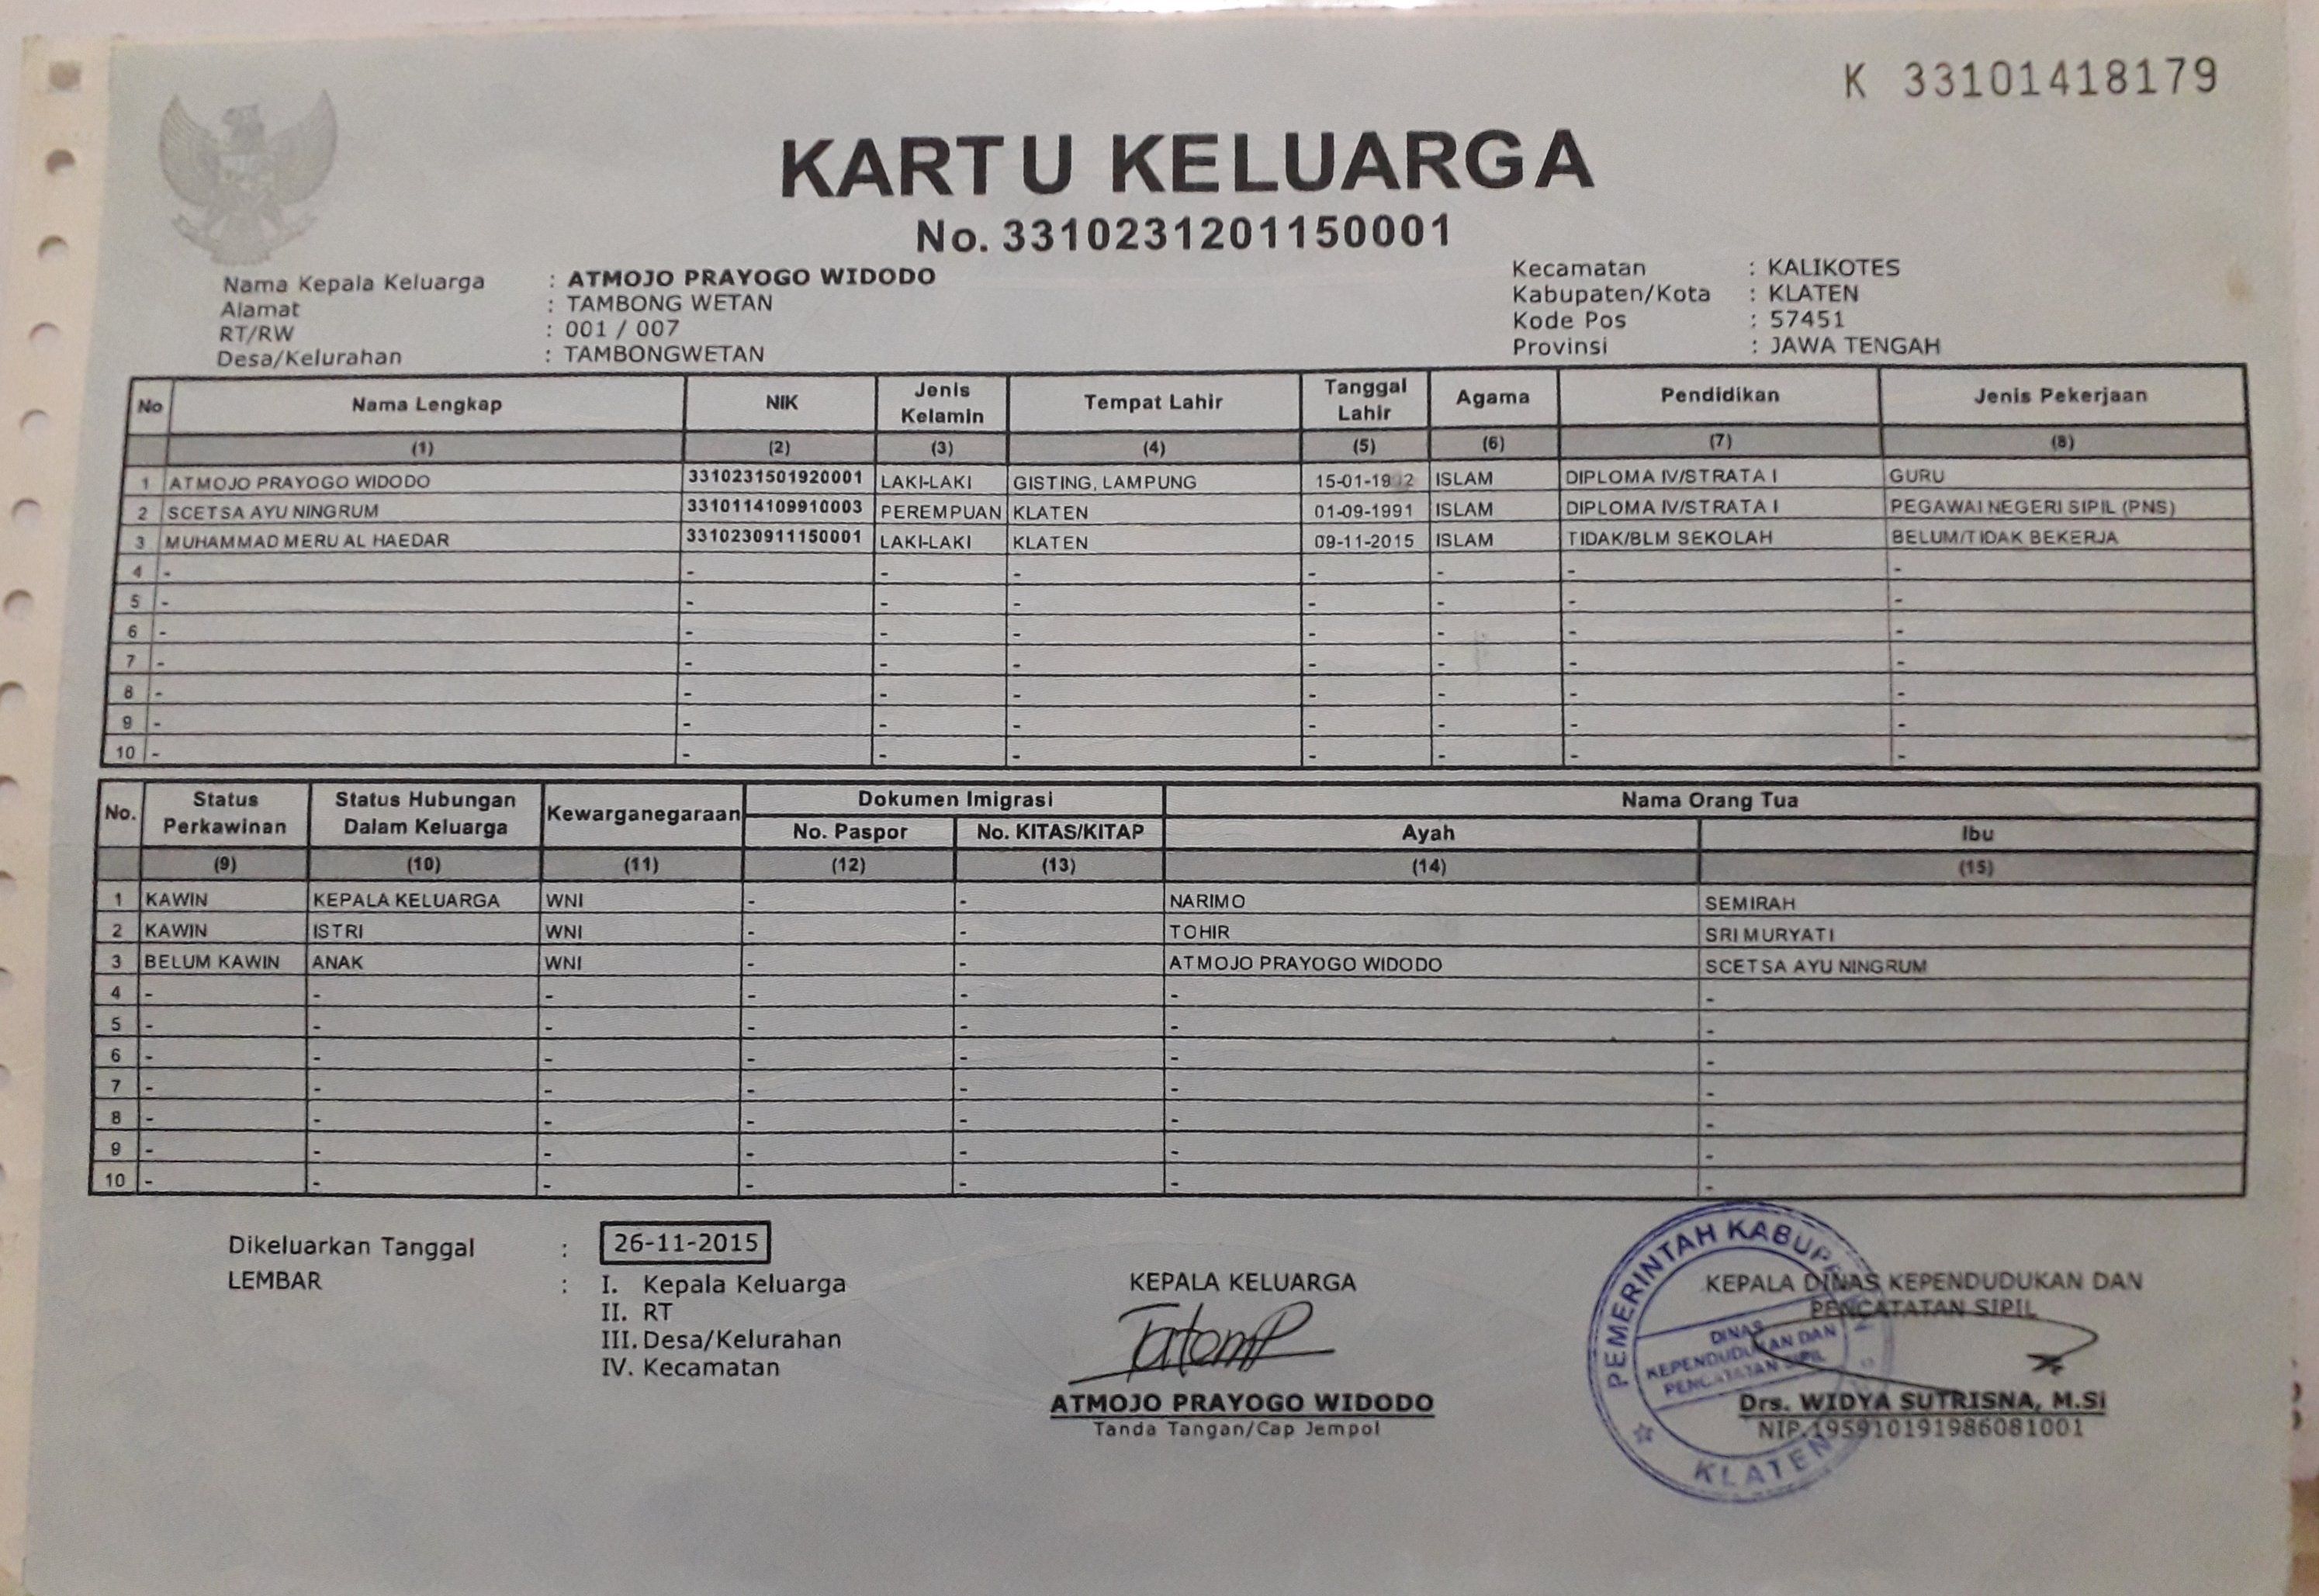 K 33101418179
KARTU KELUARGA
No. 3310231201150001
Nama Kepala Keluarga : ATMOJO PRAYOGO WIDODO
Alamat : TAMBONG WETAN
RT/RW : 001 / 007
Desa/Kelurahan : TAMBONGWETAN
Kecamatan : KALIKOTES
Kabupaten/Kota : KLATEN
Kode Pos : 57451
Provinsi : JAWA TENGAH
No Nama Lengkap NIK Jenis Kelamin Tempat Lahir Tanggal Lahir Agama Pendidikan Jenis Pekerjaan
(1) (2) (3) (4) (5) (6) (7) (8)
1 ATMOJO PRAYOGO WIDODO 3310231501920001 LAKI-LAKI GISTING, LAMPUNG ISLAM DIPLOMA IV/STRATA I GURU
2 SCETSA AYU NINGRUM 3310114109910003 PEREMPUAN KLATEN 01-09-1991 ISLAM DIPLOMA IV/STRATA I PEGAWAI NEGERI SIPIL (PNS)
3 MUHAMMAD MERU AL HAEDAR 3310230911150001 LAKI-LAKI KLATEN 09-11-2015 ISLAM TIDAK/BLM SEKOLAH BELUM/TIDAK BEKERJA
4 - - - - - - - -
5 - - - - - - - -
6 - - - - - - - -
7 - - - - - - - -
8 - - - - - - - -
9 - - - - - - - -
10 - - - - - - - -
No. Status Perkawinan Status Hubungan Dalam Keluarga Kewarganegaraan Dokumen Imigrasi Nama Orang Tua
No. Paspor No. KITAS/KITAP Ayah Ibu
(9) (10) (11) (12) (13) (14) (15)
1 KAWIN KEPALA KELUARGA WNI - - NARIMO SEMIRAH
2 KAWIN ISTRI WNI - - TOHIR SRI MURYATI
3 BELUM KAWIN ANAK WNI - - ATMOJO PRAYOGO WIDODO SCETSA AYU NINGRUM
4 - - - - - - -
5 - - - - - - -
6 - - - - - - -
7 - - - - - - -
8 - - - - - - -
9 - - - - - - -
10 - - - - - - -
Dikeluarkan Tanggal : 26-11-2015
LEMBAR : I. Kepala Keluarga
II. RT
III. Desa/Kelurahan
IV. Kecamatan
KEPALA KELUARGA
ATMOJO PRAYOGO WIDODO
Tanda Tangan/Cap Jempol
KEPALA DINAS KEPENDUDUKAN DAN
PENCATATAN SIPIL
Drs. WIDYA SUTRISNA, M.Si
NIP.195910191986081001
PEMERINTAH
DINAS
KEPENDUDUKAN DAN
PENCATATAN SIPIL
KLATEN